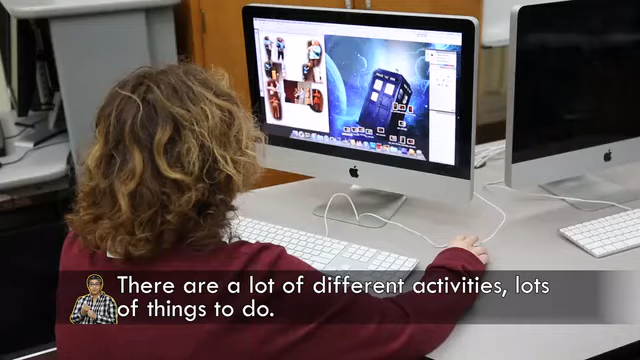 There are a lot of different activities, lots
of things to do.